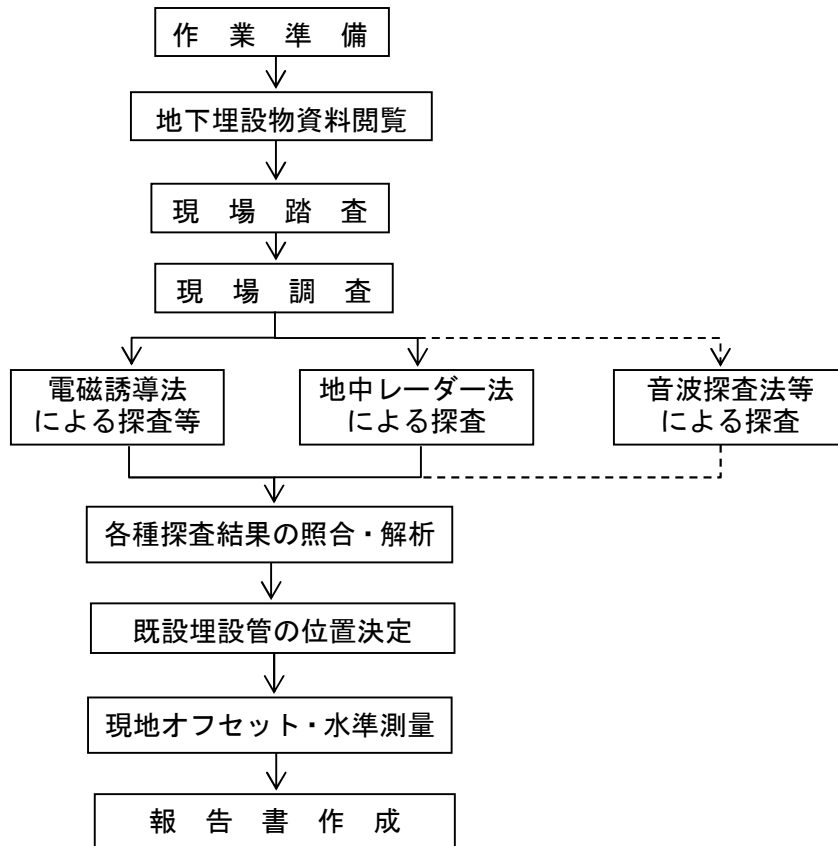 作業準備
地下埋設物資料閲覧
現場踏査
現場調査
電磁誘導法
による探査等
地中レーダー法
による探査
音波探査法等
による探査
各種探査結果の照合・解析
既設埋設管の位置決定
現地オフセット・水準測量
報告書作成